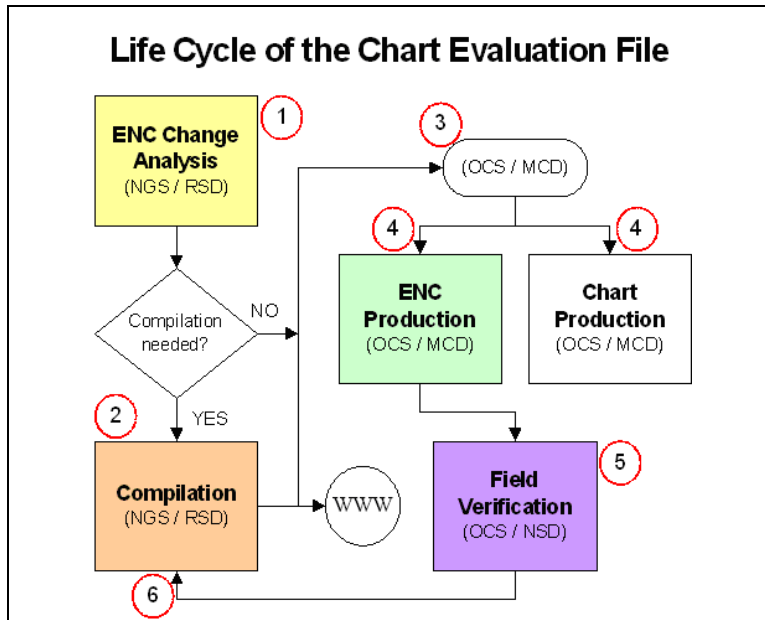 Life Cycle of the Chart Evaluation File
1
ENC Change
Analysis
(NGS / RSD)
3
(OCS / MCD)
4
4
ENC
Production
(OCS / MCD)
Chart
Production
(OCS / MCD)
Compilation
needed?
NO
YES
2
Compilation
(NGS / RSD)
WWW
5
Field
Verification
(OCS / NSD)
6